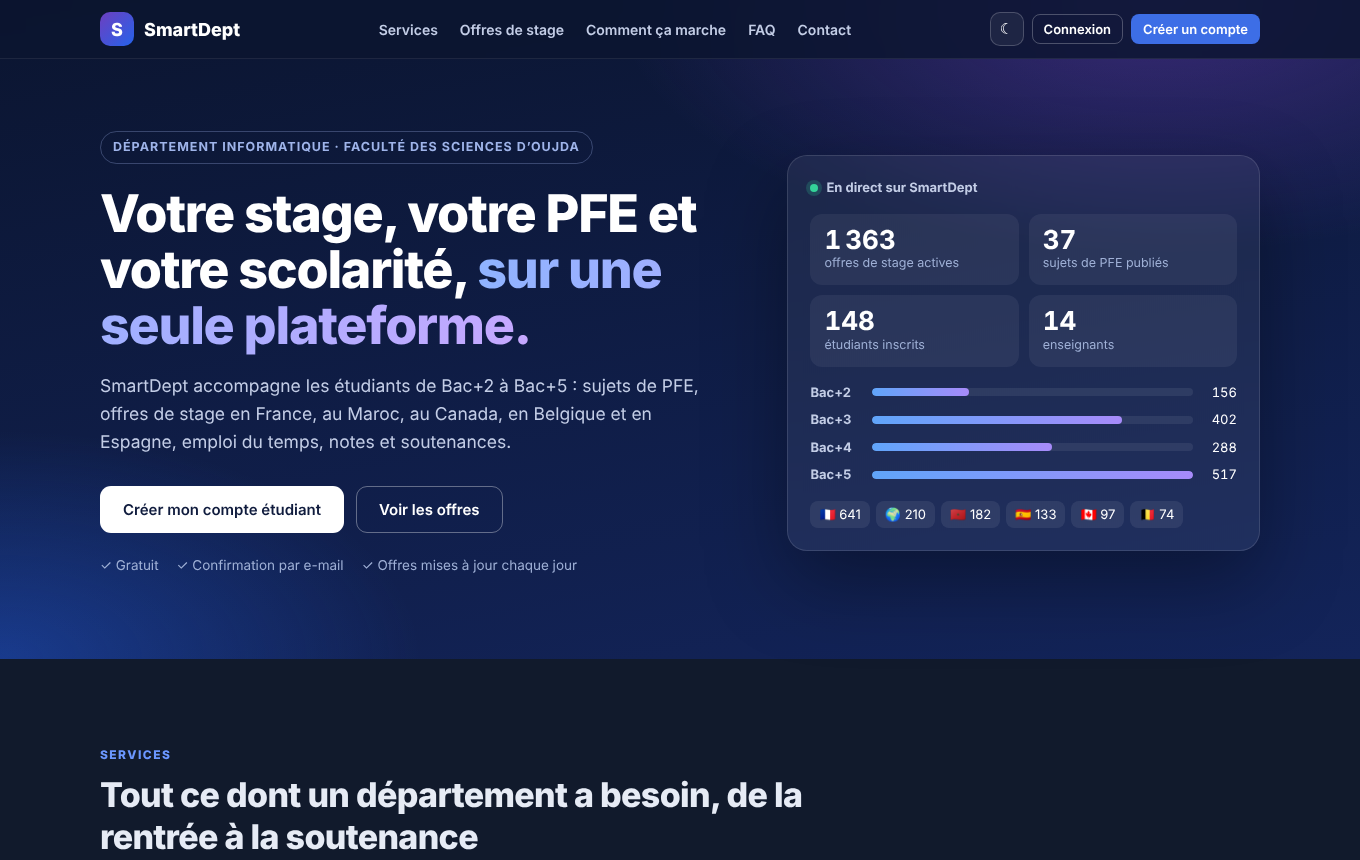 S SmartDept
Services Offres de stage Comment ça marche FAQ Contact
Connexion Créer un compte
DÉPARTEMENT INFORMATIQUE · FACULTÉ DES SCIENCES D’OUJDA
Votre stage, votre PFE et
votre scolarité, sur une
seule plateforme.
SmartDept accompagne les étudiants de Bac+2 à Bac+5 : sujets de PFE,
offres de stage en France, au Maroc, au Canada, en Belgique et en
Espagne, emploi du temps, notes et soutenances.
Créer mon compte étudiant Voir les offres
✓ Gratuit ✓ Confirmation par e-mail ✓ Offres mises à jour chaque jour
En direct sur SmartDept
1 363
offres de stage actives
37
sujets de PFE publiés
148
étudiants inscrits
14
enseignants
Bac+2 156
Bac+3 402
Bac+4 288
Bac+5 517
641 210 182 133 97 74
SERVICES
Tout ce dont un département a besoin, de la
rentrée à la soutenance